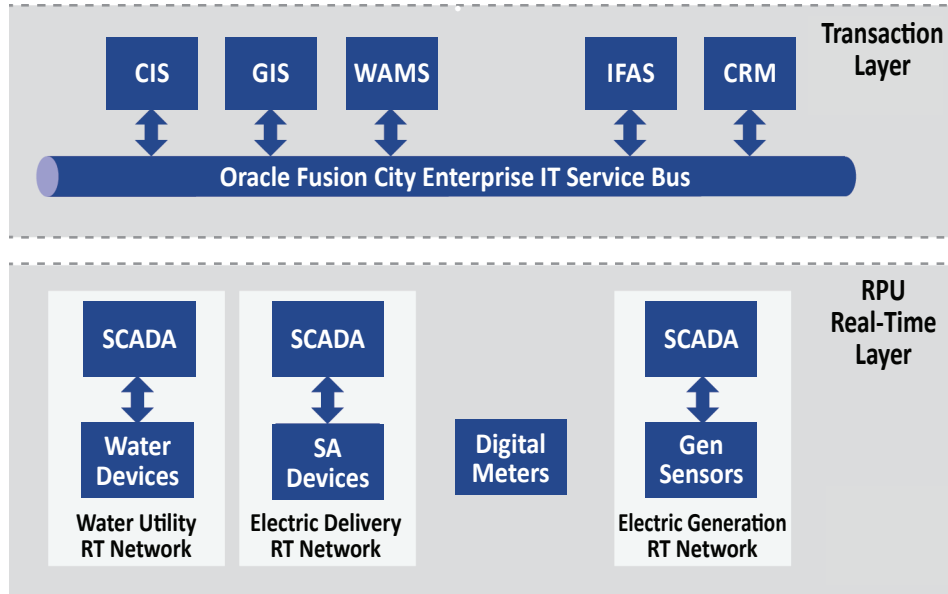 Transaction
Layer
CIS
GIS
WAMS
IFAS
CRM
Oracle Fusion City Enterprise IT Service Bus
RPU
Real-Time
Layer
SCADA
Water
Devices
Water Utility
RT Network
SCADA
SA
Devices
Electric Delivery
RT Network
Digital
Meters
SCADA
Gen
Sensors
Electric Generation
RT Network